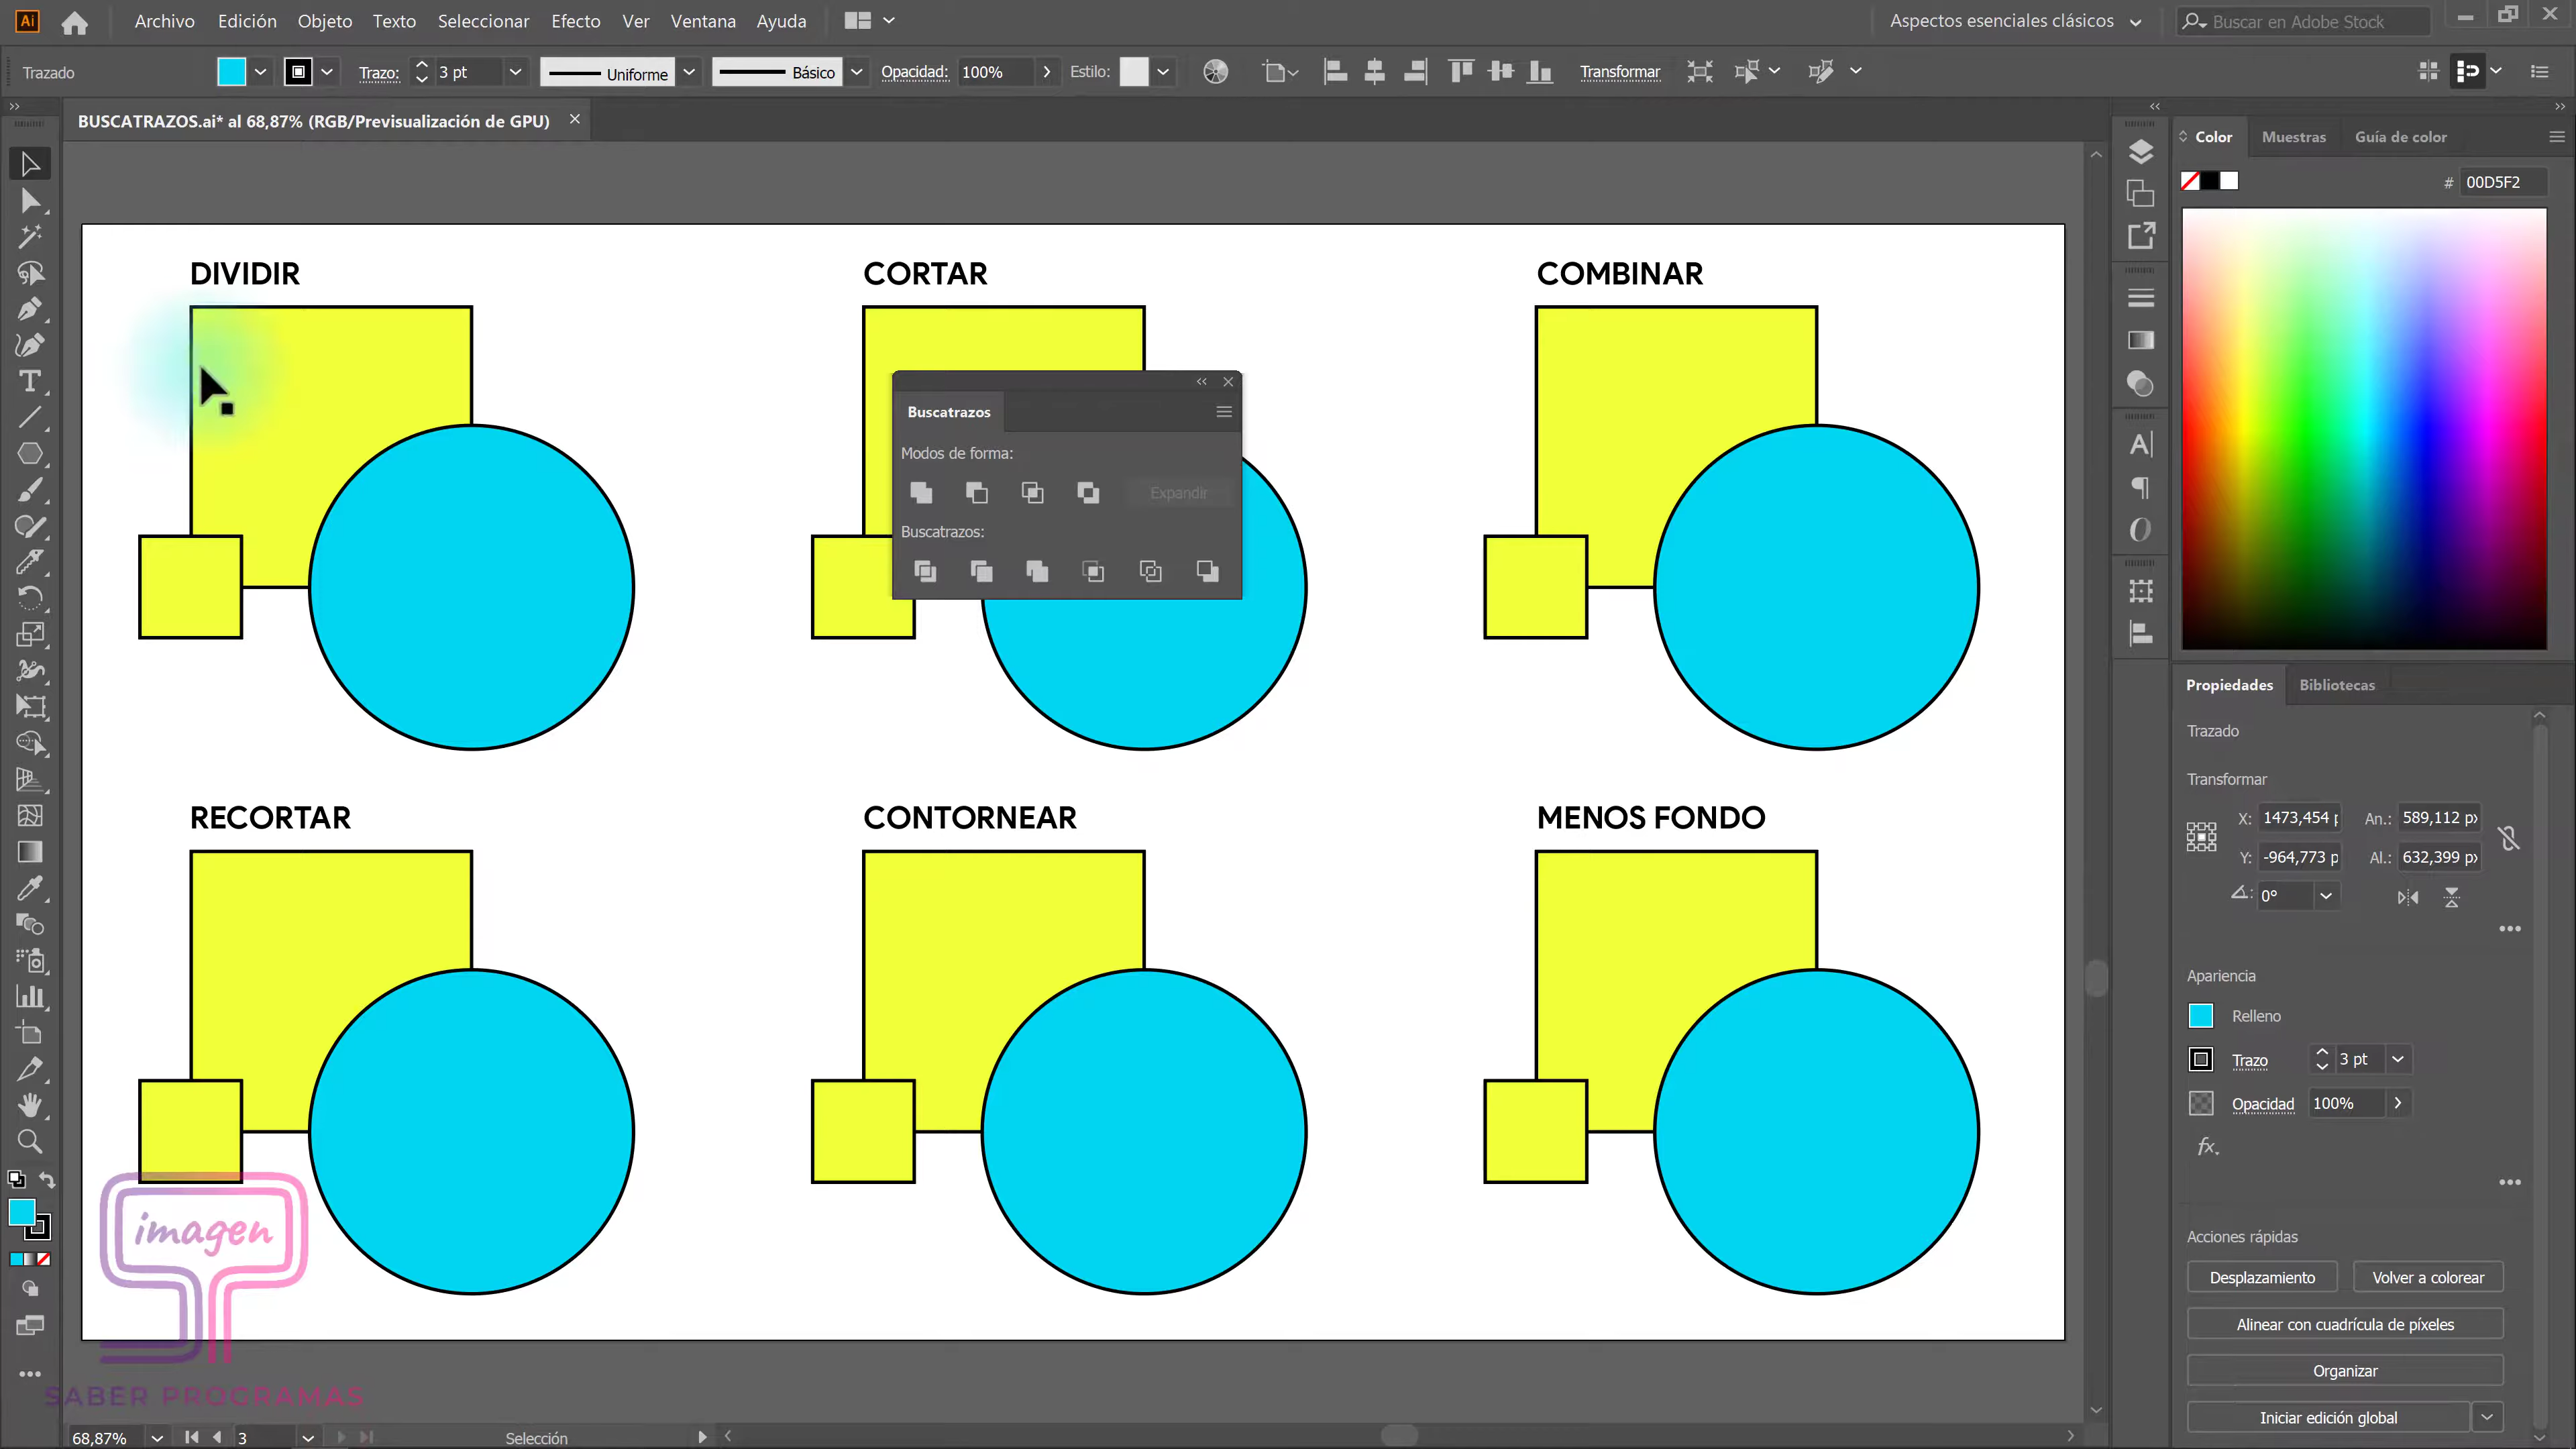 Ai Archivo Edición Objeto Texto Seleccionar Efecto Ver Ventana Ayuda Aspectos esenciales clásicos Buscar en Adobe Stock
Trazado Trazo: 3 pt Uniforme Básico Opacidad: 100% Estilo: Transformar
BUSCATRAZOS.ai* al 68,87% (RGB/Previsualización de GPU)
Color Muestras Guía de color
# 00D5F2
DIVIDIR
CORTAR
COMBINAR
Buscatrazos
Modos de forma:
Expandir
Buscatrazos:
RECORTAR
CONTORNEAR
MENOS FONDO
Propiedades Bibliotecas
Trazado
Transformar
X: 1473,454 p An.: 589,112 px
Y: -964,773 p Al.: 632,399 px
0°
Apariencia
Relleno
Trazo 3 pt
Opacidad 100%
fx
Acciones rápidas
Desplazamiento Volver a colorear
Alinear con cuadrícula de píxeles
Organizar
Iniciar edición global
imagen
SABER PROGRAMAS
68,87% 3 Selección